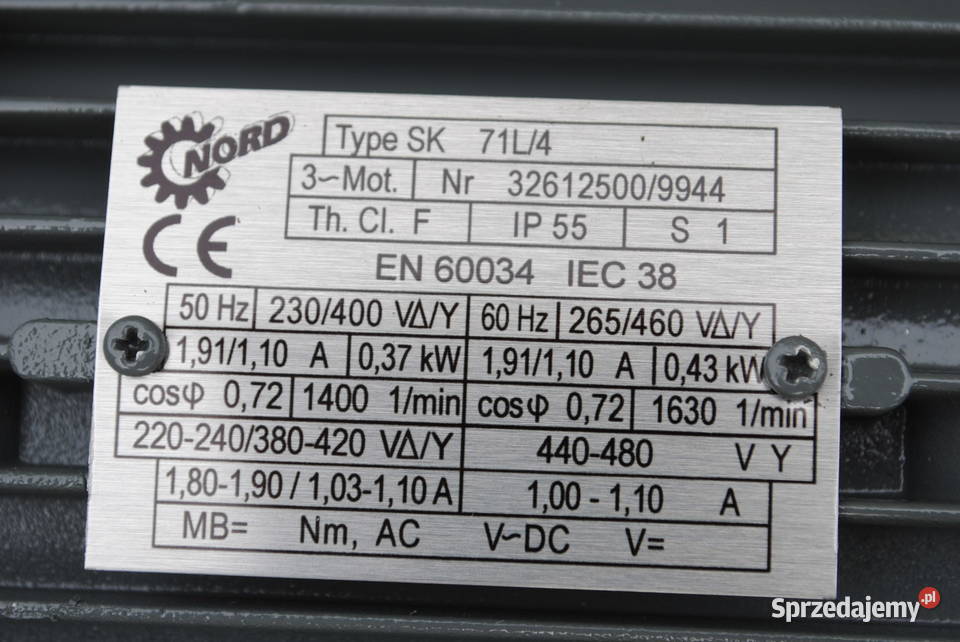 NORD
Type SK 71L/4
3~Mot. Nr 32612500/9944
Th. Cl. F IP 55 S 1
CE
EN 60034 IEC 38
50 Hz 230/400 VΔ/Y 60 Hz 265/460 VΔ/Y
1,91/1,10 A 0,37 kW 1,91/1,10 A 0,43 kW
cosφ 0,72 1400 1/min cosφ 0,72 1630 1/min
220-240/380-420 VΔ/Y 440-480 V Y
1,80-1,90 / 1,03-1,10 A 1,00 - 1,10 A
MB= Nm, AC V~DC V=
Sprzedajemy.pl